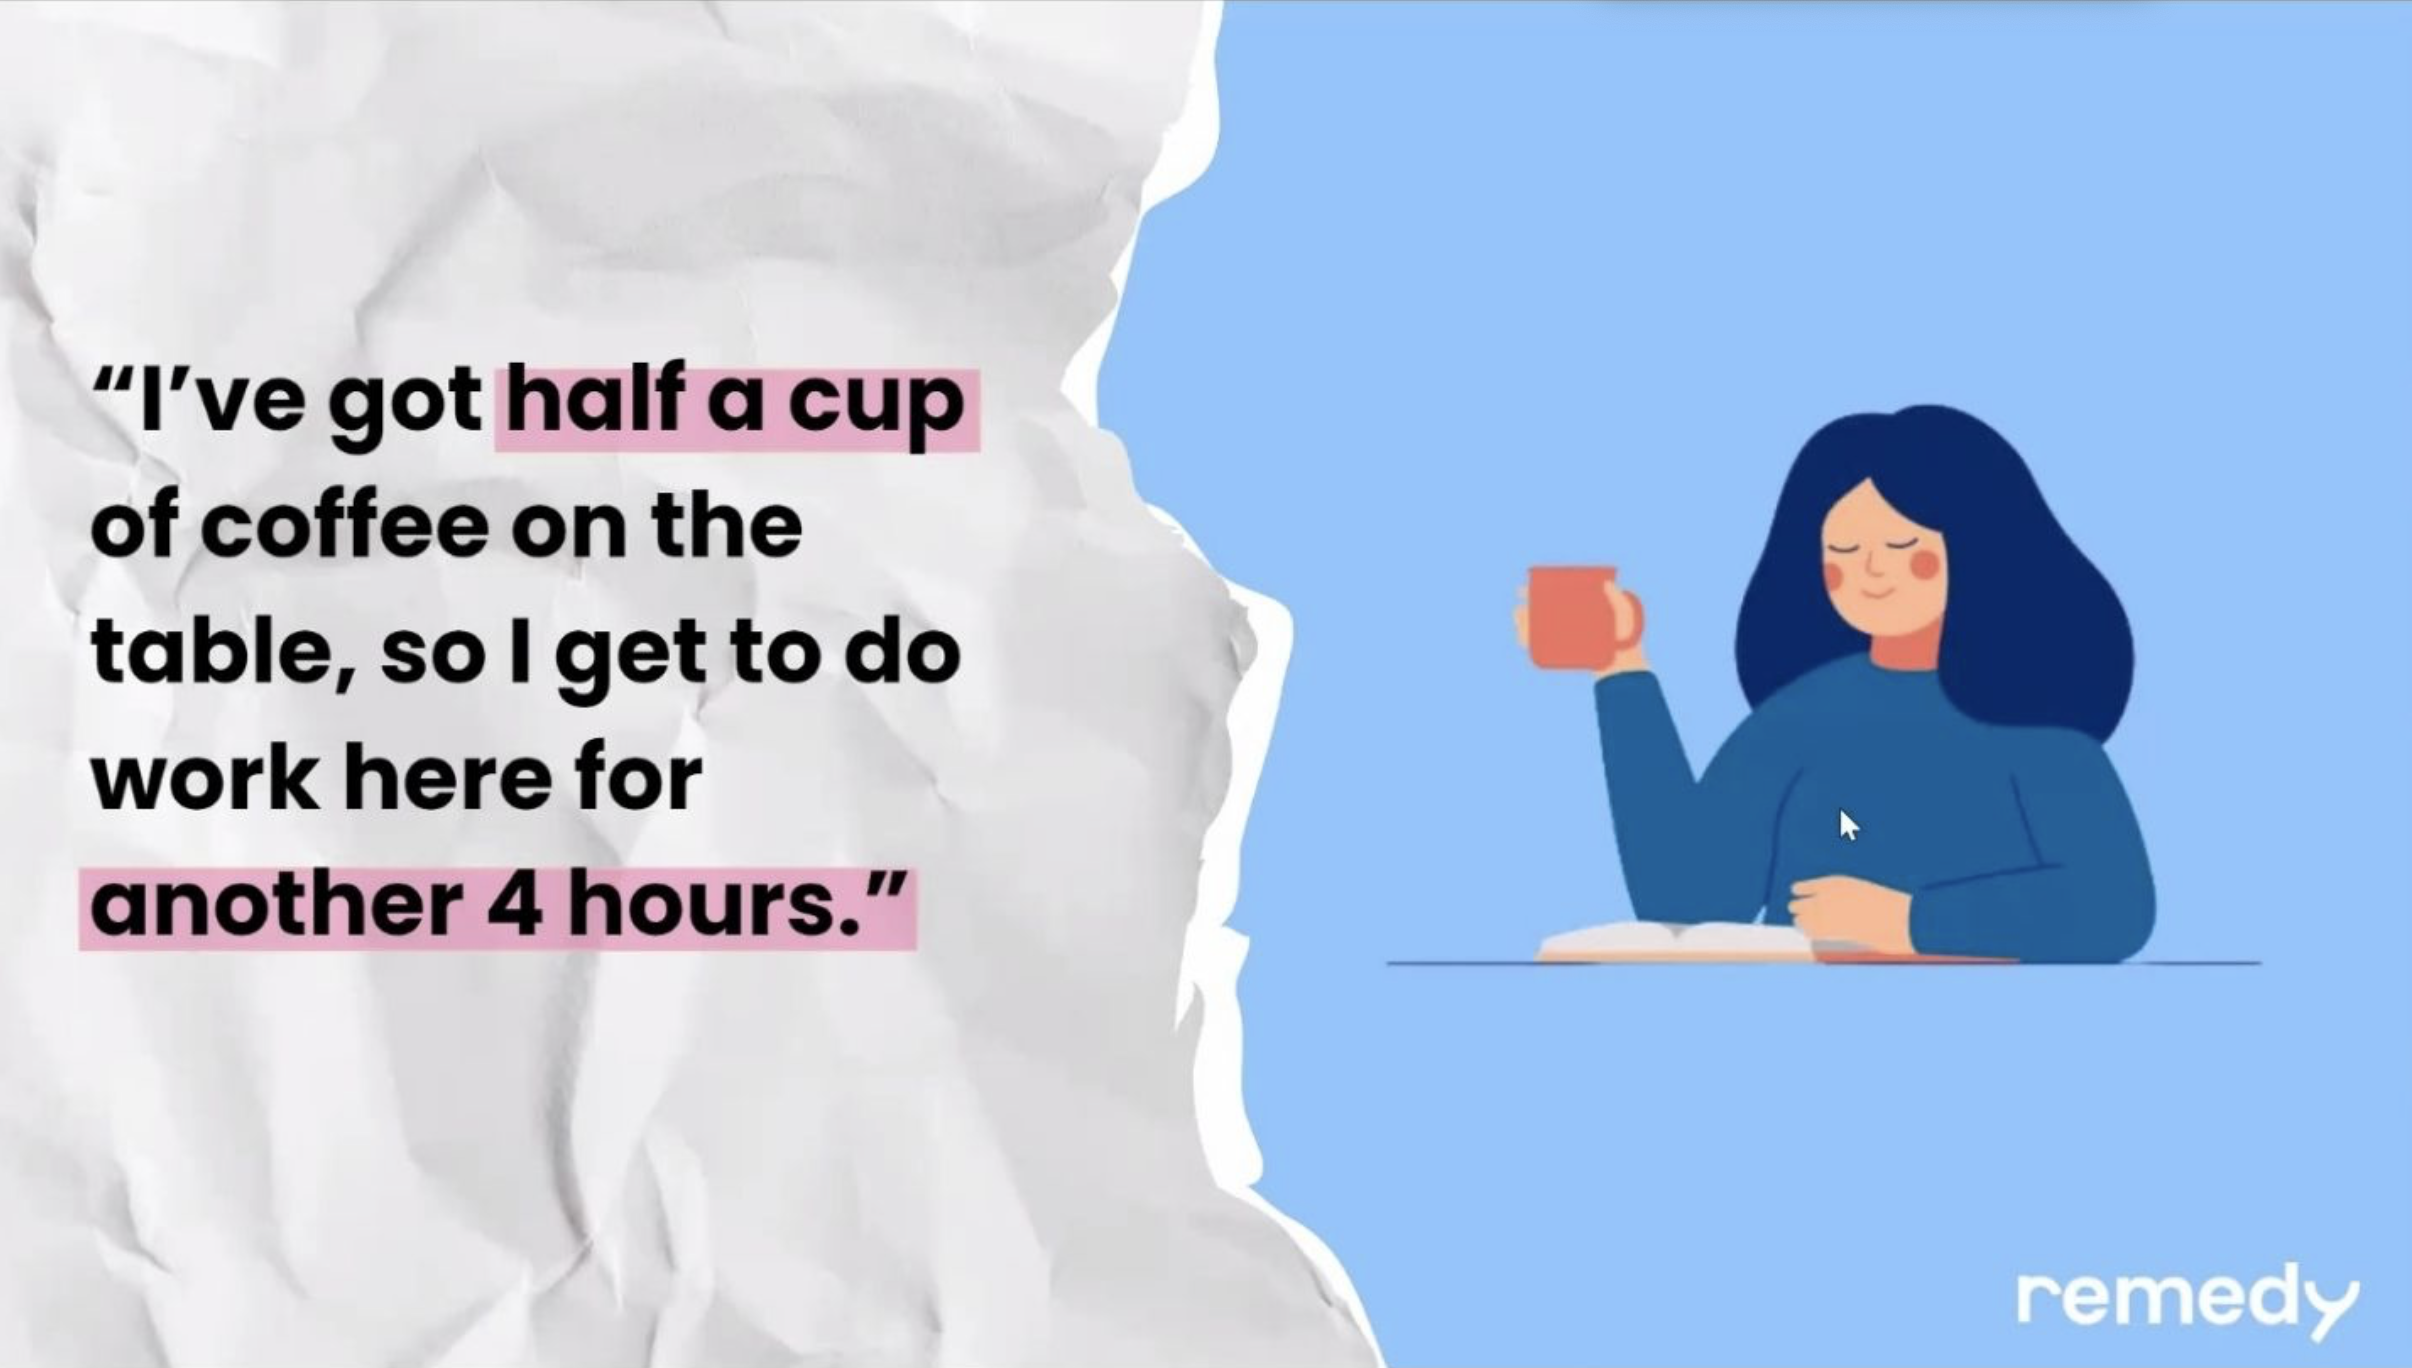 “I’ve got half a cup
of coffee on the
table, so I get to do
work here for
another 4 hours.”
remedy